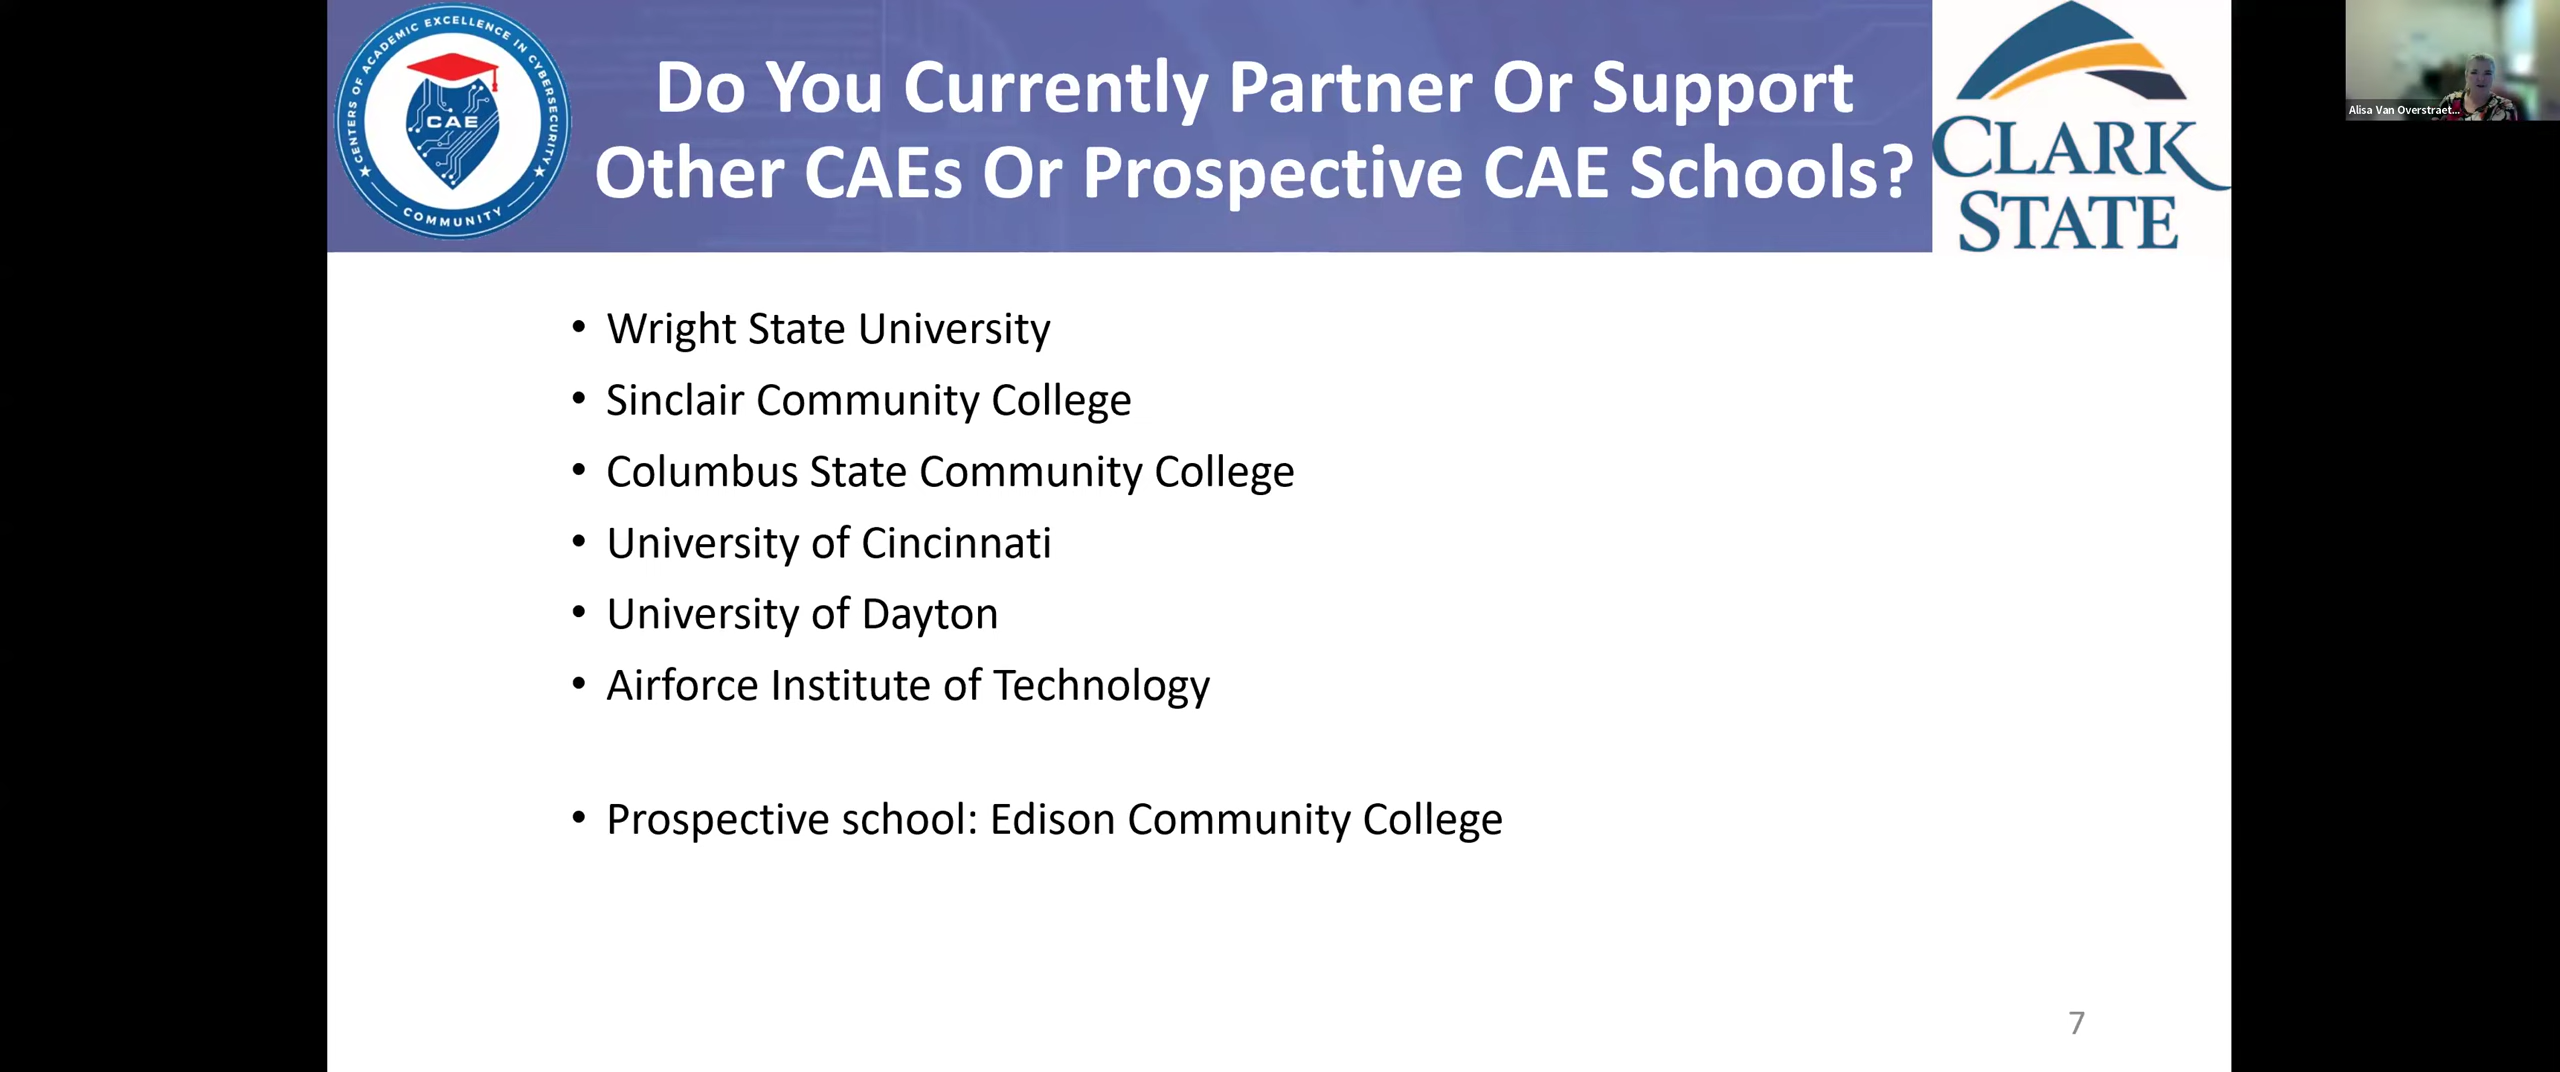 CENTERS OF ACADEMIC EXCELLENCE IN CYBERSECURITY
CAE
COMMUNITY
Do You Currently Partner Or Support
Other CAEs Or Prospective CAE Schools?
CLARK
STATE
Alisa Van Overstraet...
• Wright State University
• Sinclair Community College
• Columbus State Community College
• University of Cincinnati
• University of Dayton
• Airforce Institute of Technology
• Prospective school: Edison Community College
7